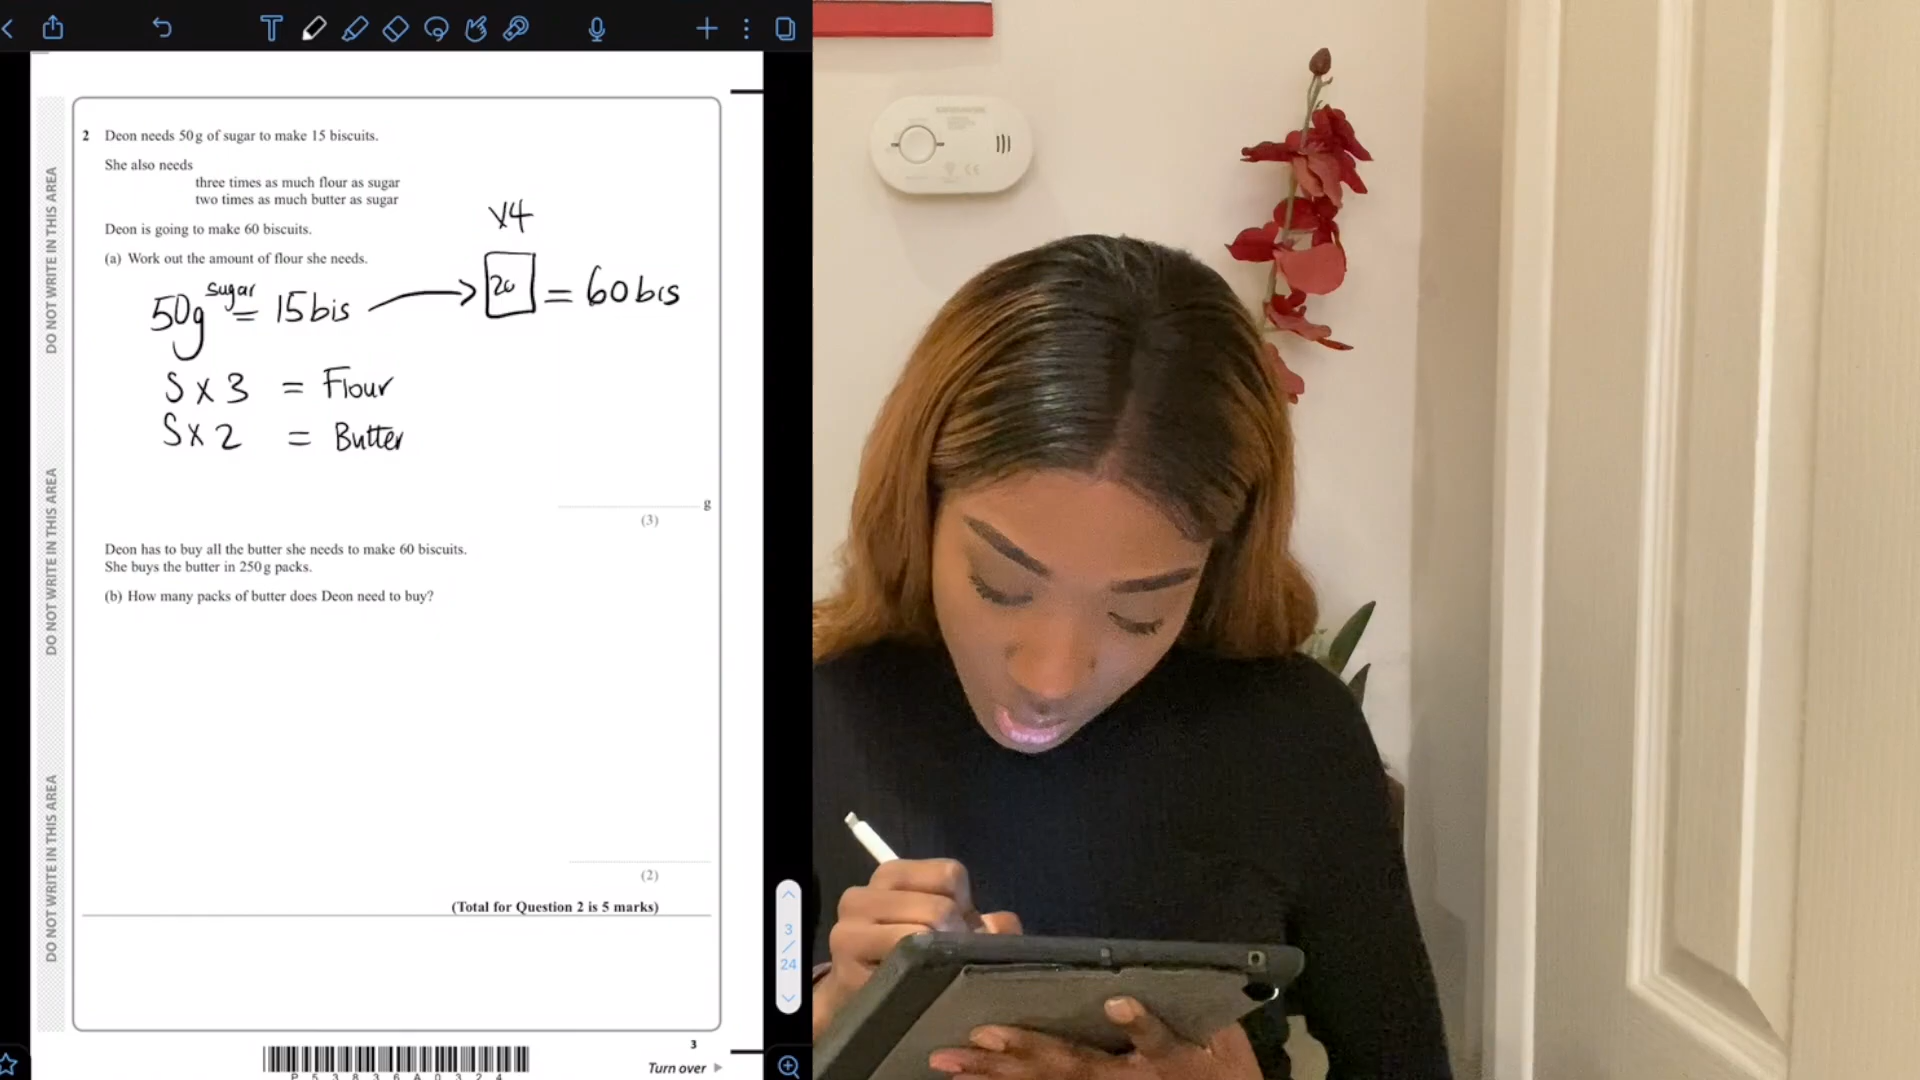 DO NOT WRITE IN THIS AREA
DO NOT WRITE IN THIS AREA
DO NOT WRITE IN THIS AREA
2 Deon needs 50 g of sugar to make 15 biscuits.
She also needs
three times as much flour as sugar
two times as much butter as sugar
Deon is going to make 60 biscuits.
(a) Work out the amount of flour she needs.
x4
50g sugar = 15bis
20 = 60bis
S x 3 = Flour
S x 2 = Butter
g
(3)
Deon has to buy all the butter she needs to make 60 biscuits.
She buys the butter in 250 g packs.
(b) How many packs of butter does Deon need to buy?
(2)
(Total for Question 2 is 5 marks)
3
/
24
3
Turn over